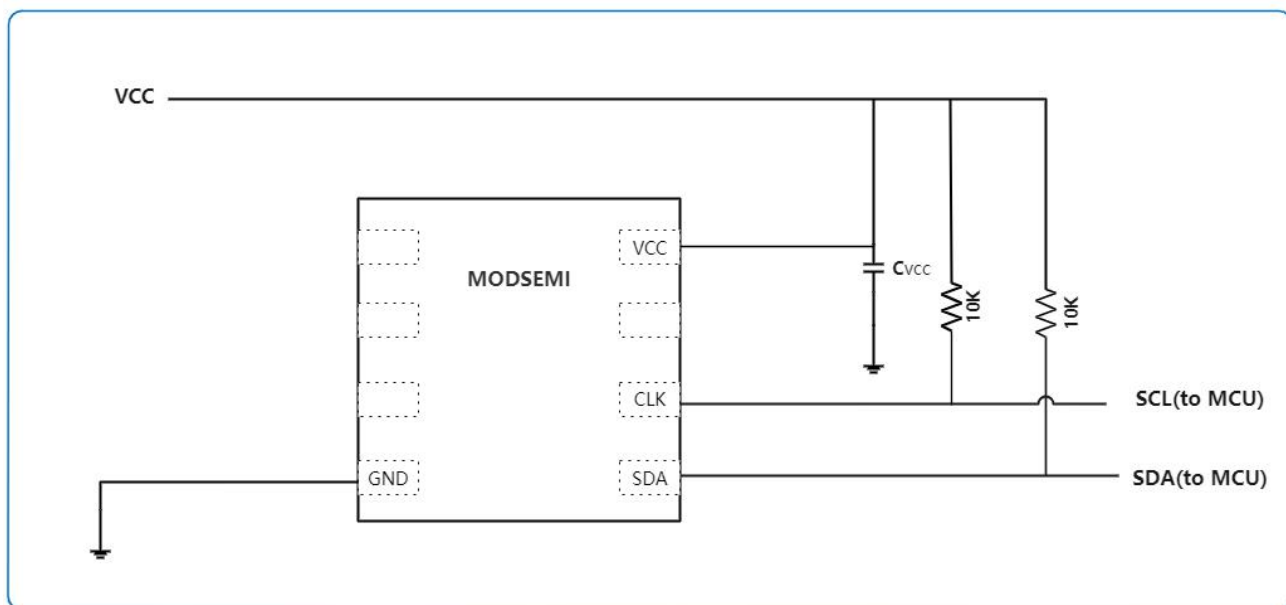 VCC
VCC
MODSEMI
CVCC
10K
10K
CLK
SCL(to MCU)
GND
SDA
SDA(to MCU)